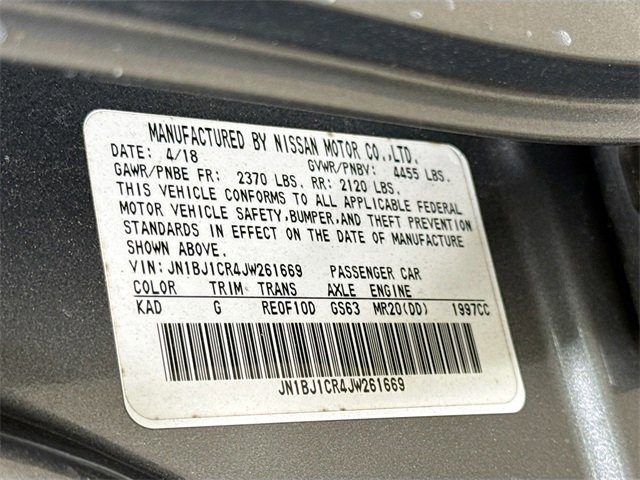 MANUFACTURED BY NISSAN MOTOR CO.,LTD.
DATE: 4/18 GVWR/PNBV: 4455 LBS.
GAWR/PNBE FR: 2370 LBS. RR: 2120 LBS.
THIS VEHICLE CONFORMS TO ALL APPLICABLE FEDERAL
MOTOR VEHICLE SAFETY,BUMPER,AND THEFT PREVENTION
STANDARDS IN EFFECT ON THE DATE OF MANUFACTURE
SHOWN ABOVE.
VIN: JN1BJ1CR4JW261669 PASSENGER CAR
COLOR TRIM TRANS AXLE ENGINE
KAD G RE0F10D GS63 MR20(DD) 1997CC
JN1BJ1CR4JW261669